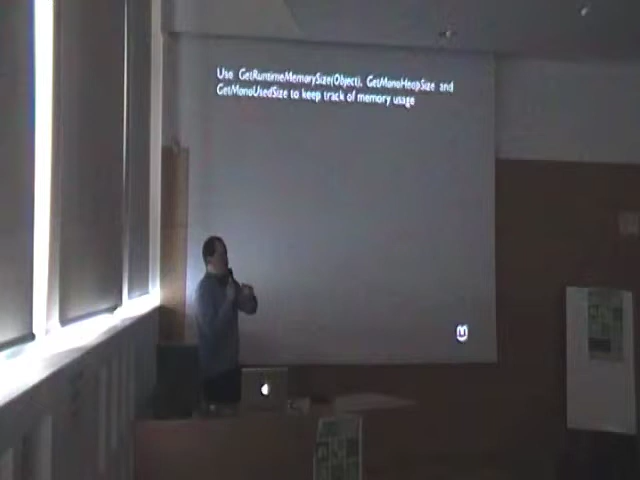 Use GetRuntimeMemorySize(Object), GetMonoHeapSize and
GetMonoUsedSize to keep track of memory usage